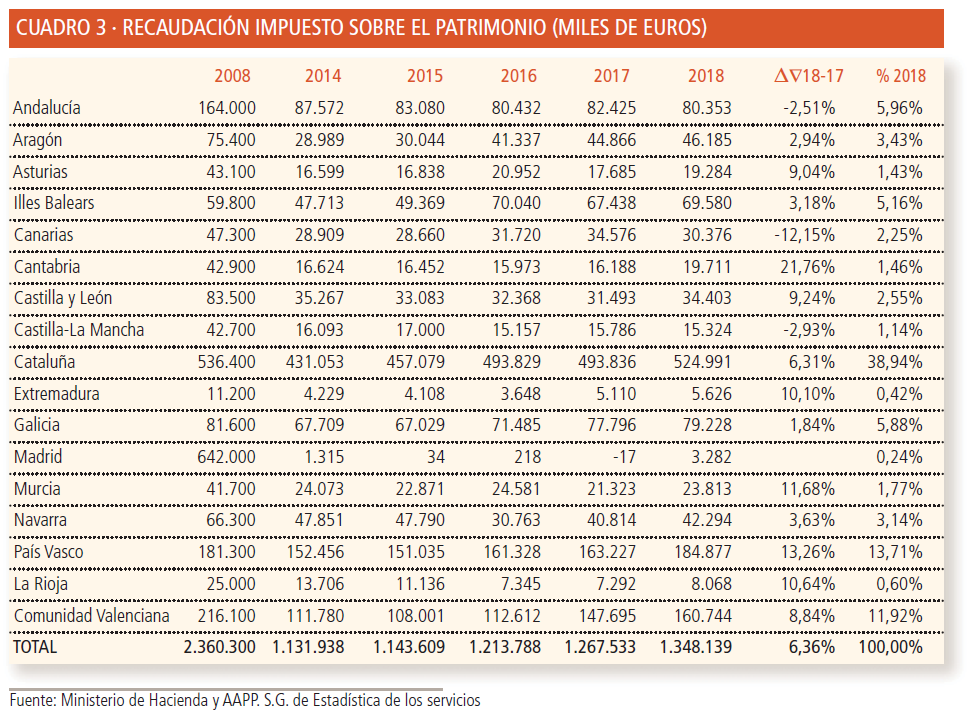 CUADRO 3 · RECAUDACIÓN IMPUESTO SOBRE EL PATRIMONIO (MILES DE EUROS)
2008 2014 2015 2016 2017 2018 Δ∇18-17 % 2018
Andalucía 164.000 87.572 83.080 80.432 82.425 80.353 -2,51% 5,96%
Aragón 75.400 28.989 30.044 41.337 44.866 46.185 2,94% 3,43%
Asturias 43.100 16.599 16.838 20.952 17.685 19.284 9,04% 1,43%
Illes Balears 59.800 47.713 49.369 70.040 67.438 69.580 3,18% 5,16%
Canarias 47.300 28.909 28.660 31.720 34.576 30.376 -12,15% 2,25%
Cantabria 42.900 16.624 16.452 15.973 16.188 19.711 21,76% 1,46%
Castilla y León 83.500 35.267 33.083 32.368 31.493 34.403 9,24% 2,55%
Castilla-La Mancha 42.700 16.093 17.000 15.157 15.786 15.324 -2,93% 1,14%
Cataluña 536.400 431.053 457.079 493.829 493.836 524.991 6,31% 38,94%
Extremadura 11.200 4.229 4.108 3.648 5.110 5.626 10,10% 0,42%
Galicia 81.600 67.709 67.029 71.485 77.796 79.228 1,84% 5,88%
Madrid 642.000 1.315 34 218 -17 3.282 0,24%
Murcia 41.700 24.073 22.871 24.581 21.323 23.813 11,68% 1,77%
Navarra 66.300 47.851 47.790 30.763 40.814 42.294 3,63% 3,14%
País Vasco 181.300 152.456 151.035 161.328 163.227 184.877 13,26% 13,71%
La Rioja 25.000 13.706 11.136 7.345 7.292 8.068 10,64% 0,60%
Comunidad Valenciana 216.100 111.780 108.001 112.612 147.695 160.744 8,84% 11,92%
TOTAL 2.360.300 1.131.938 1.143.609 1.213.788 1.267.533 1.348.139 6,36% 100,00%
Fuente: Ministerio de Hacienda y AAPP. S.G. de Estadística de los servicios